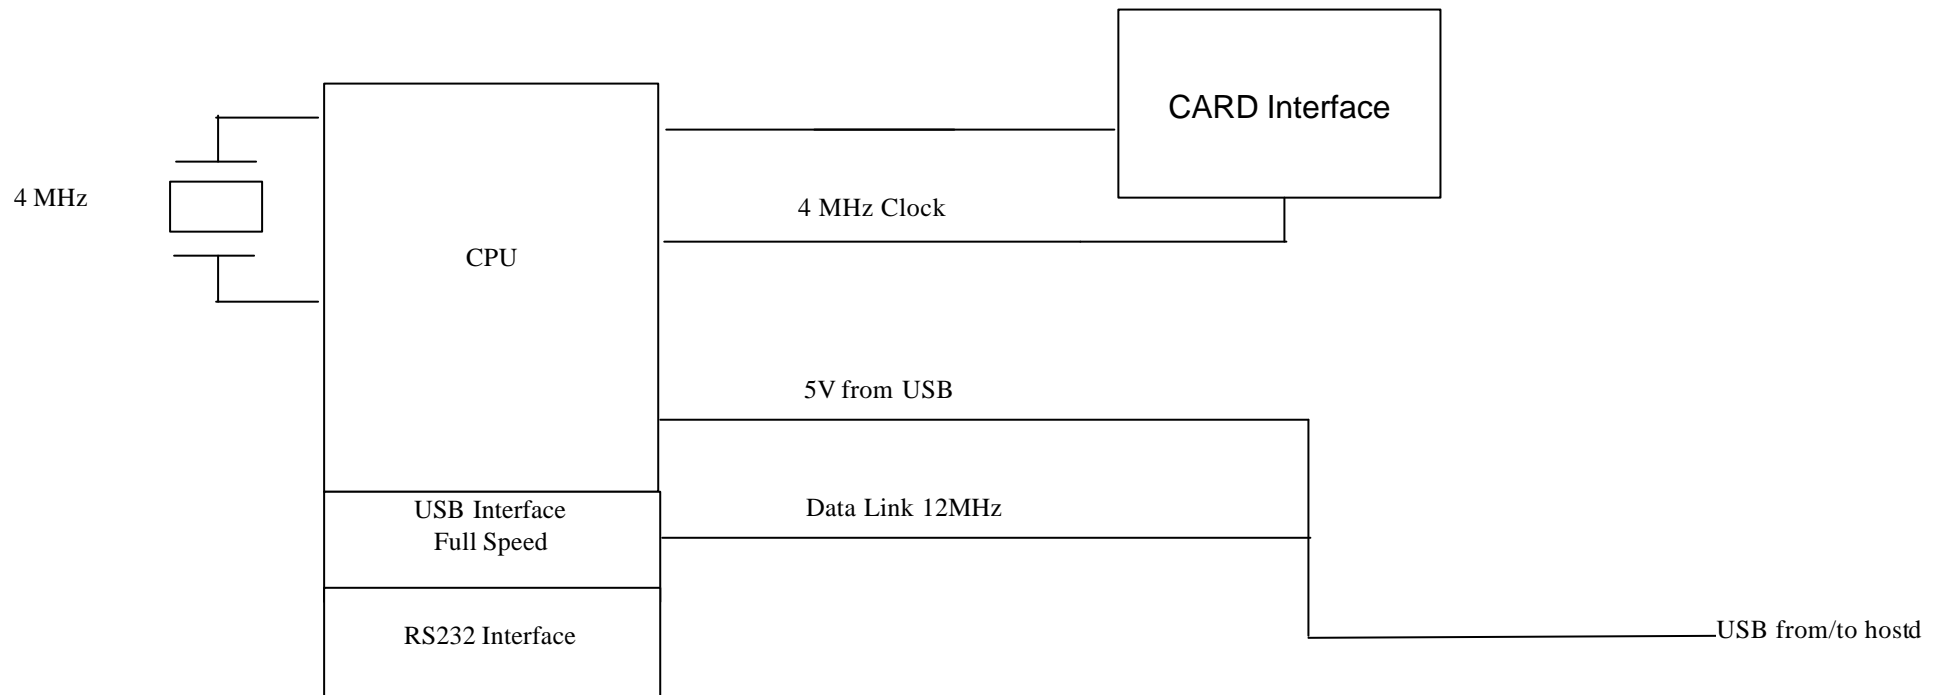 CARD Interface
4 MHz
4 MHz Clock
CPU
5V from USB
USB Interface
Full Speed
Data Link 12MHz
RS232 Interface
USB from/to hostd